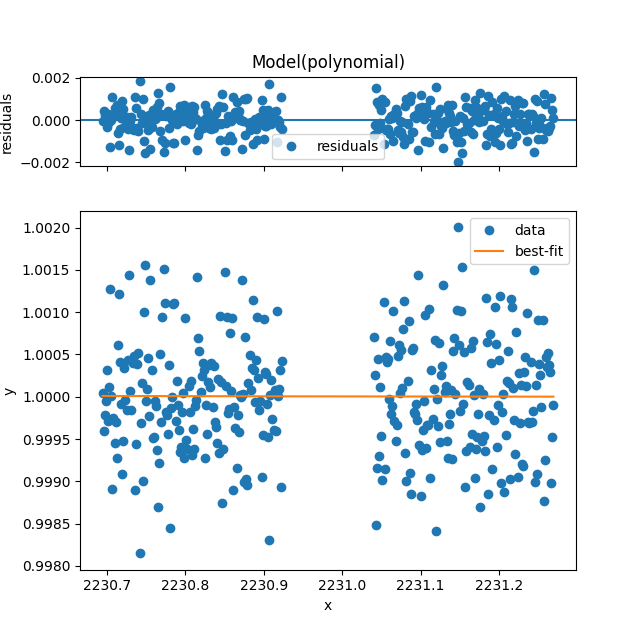 Model(polynomial)
0.002
0.000
−0.002
residuals
residuals
1.0020
1.0015
1.0010
1.0005
1.0000
0.9995
0.9990
0.9985
0.9980
y
data
best-fit
2230.7 2230.8 2230.9 2231.0 2231.1 2231.2
x